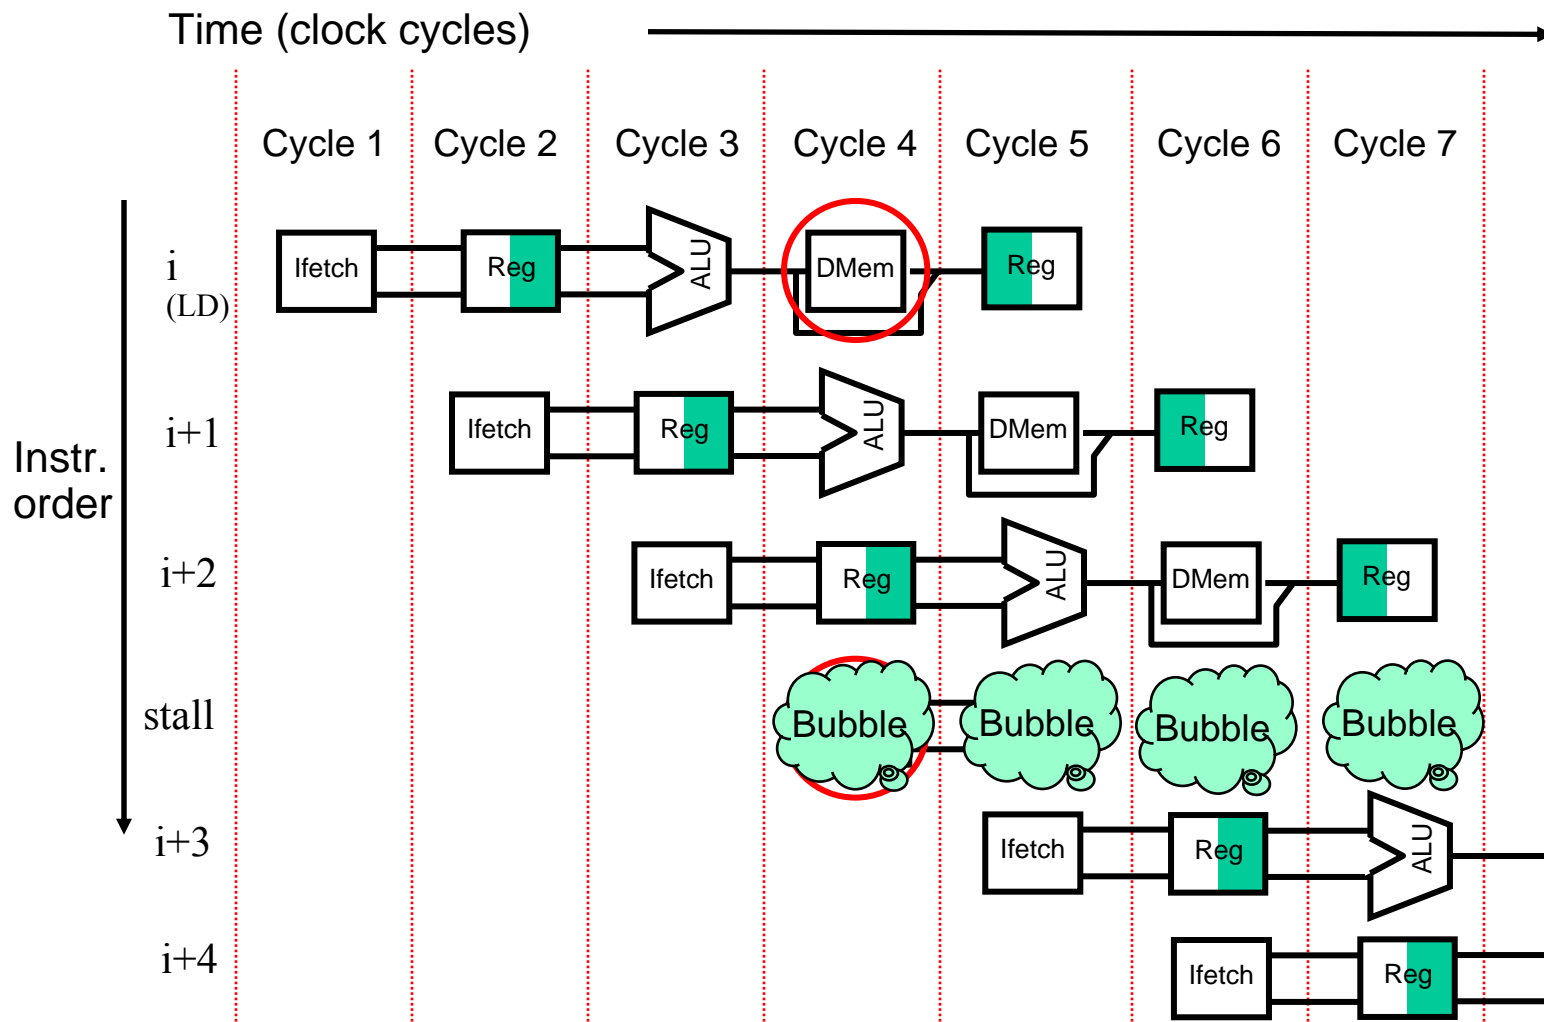 Time (clock cycles)
Cycle 1 Cycle 2 Cycle 3 Cycle 4 Cycle 5 Cycle 6 Cycle 7
Instr.
order
i
(LD)
Ifetch Reg ALU DMem Reg
i+1 Ifetch Reg ALU DMem Reg
i+2 Ifetch Reg ALU DMem Reg
stall Bubble Bubble Bubble Bubble
i+3 Ifetch Reg ALU
i+4 Ifetch Reg